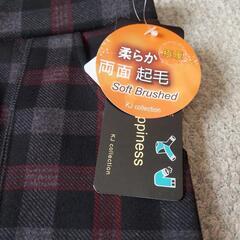 柔らか
両面 起毛
Soft Brushed
KJ collection
ppiness
KJ collection